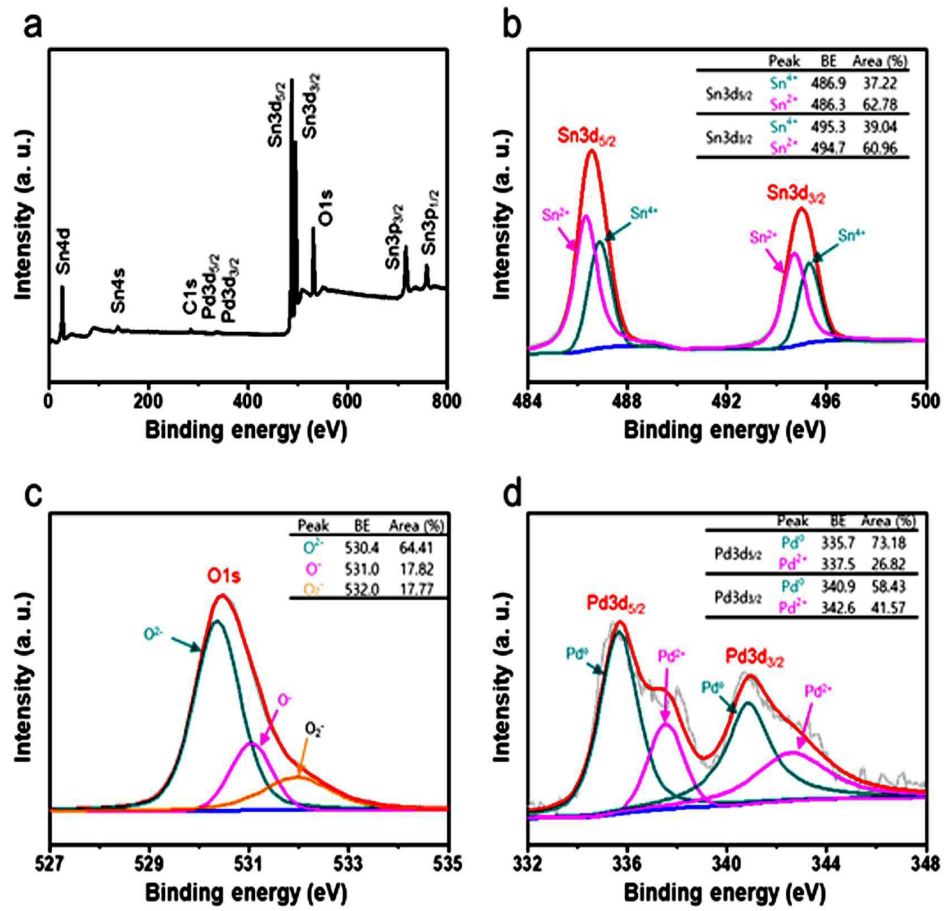 a
Intensity (a. u.)
Sn4d
Sn4s
C1s
Pd3d5/2
Pd3d3/2
Sn3d5/2
Sn3d3/2
O1s
Sn3p3/2
Sn3p1/2
0 200 400 600 800
Binding energy (eV)
b
Intensity (a. u.)
Peak BE Area (%)
Sn3d5/2 Sn4+ 486.9 37.22
Sn2+ 486.3 62.78
Sn3d3/2 Sn4+ 495.3 39.04
Sn2+ 494.7 60.96
Sn3d5/2
Sn2+
Sn4+
Sn3d3/2
Sn2+
Sn4+
484 488 492 496 500
Binding energy (eV)
c
Intensity (a. u.)
Peak BE Area (%)
O2- 530.4 64.41
O- 531.0 17.82
O2- 532.0 17.77
O1s
O2-
O-
O2-
527 529 531 533 535
Binding energy (eV)
d
Intensity (a. u.)
Peak BE Area (%)
Pd3d5/2 Pd0 335.7 73.18
Pd2+ 337.5 26.82
Pd3d3/2 Pd0 340.9 58.43
Pd2+ 342.6 41.57
Pd3d5/2
Pd0
Pd2+
Pd3d3/2
Pd0
Pd2+
332 336 340 344 348
Binding energy (eV)